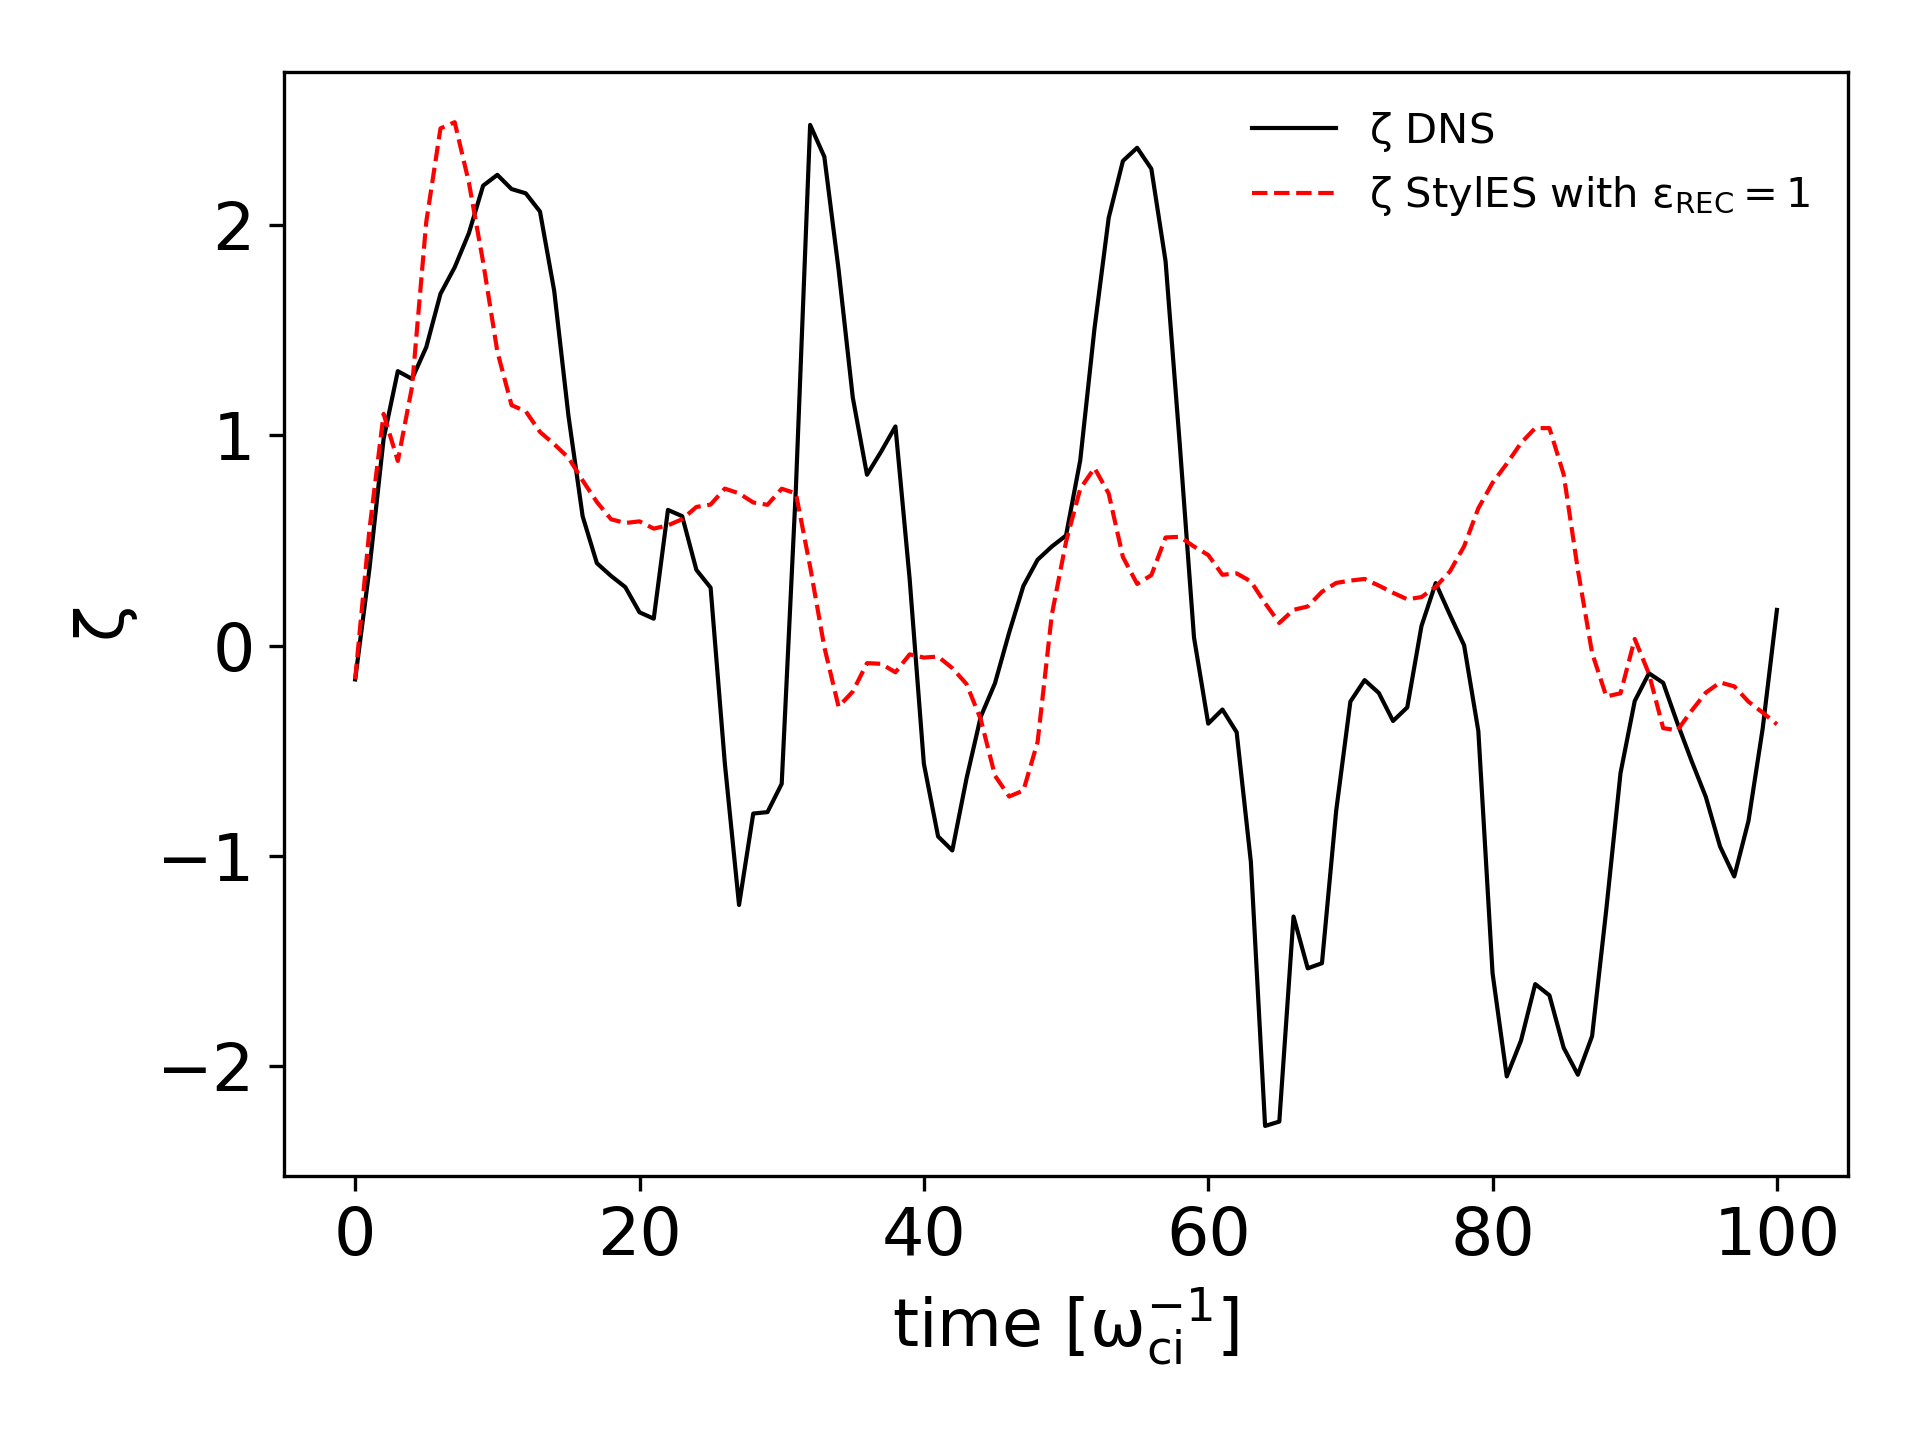 ζ DNS
ζ StylES with ε_REC = 1
2
1
0
−1
−2
ζ
0 20 40 60 80 100
time [ω_ci^−1]